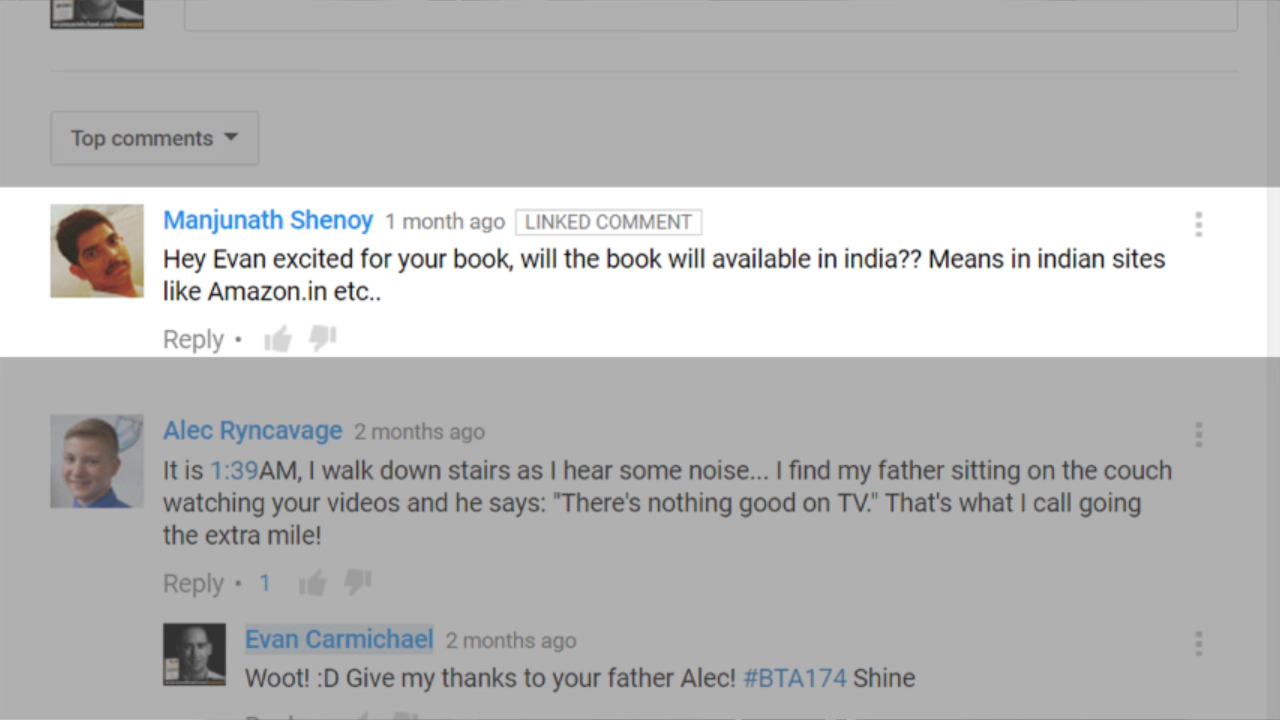 Top comments
Manjunath Shenoy 1 month ago LINKED COMMENT
Hey Evan excited for your book, will the book will available in india?? Means in indian sites
like Amazon.in etc..
Reply •
Alec Ryncavage 2 months ago
It is 1:39AM, I walk down stairs as I hear some noise... I find my father sitting on the couch
watching your videos and he says: "There's nothing good on TV." That's what I call going
the extra mile!
Reply • 1
Evan Carmichael 2 months ago
Woot! :D Give my thanks to your father Alec! #BTA174 Shine